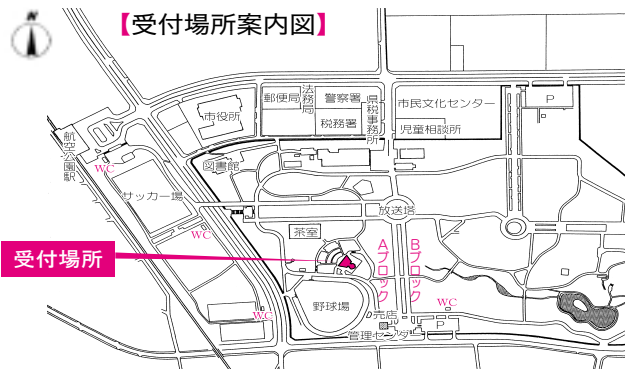 N
【受付場所案内図】
郵便局
法務局
警察署
税務署
県税事務所
市民文化センター
児童相談所
P
市役所
航空公園駅
WC
図書館
サッカー場
放送塔
WC
茶室
受付場所
Aブロック
Bブロック
野球場
売店
WC
WC
管理センター
P